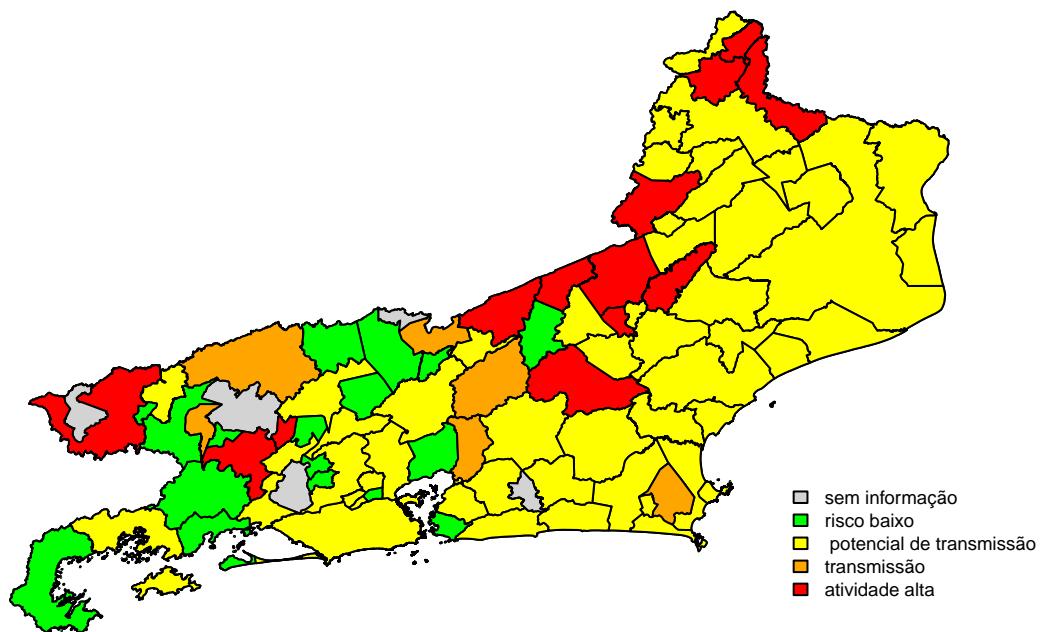 sem informação
risco baixo
potencial de transmissão
transmissão
atividade alta